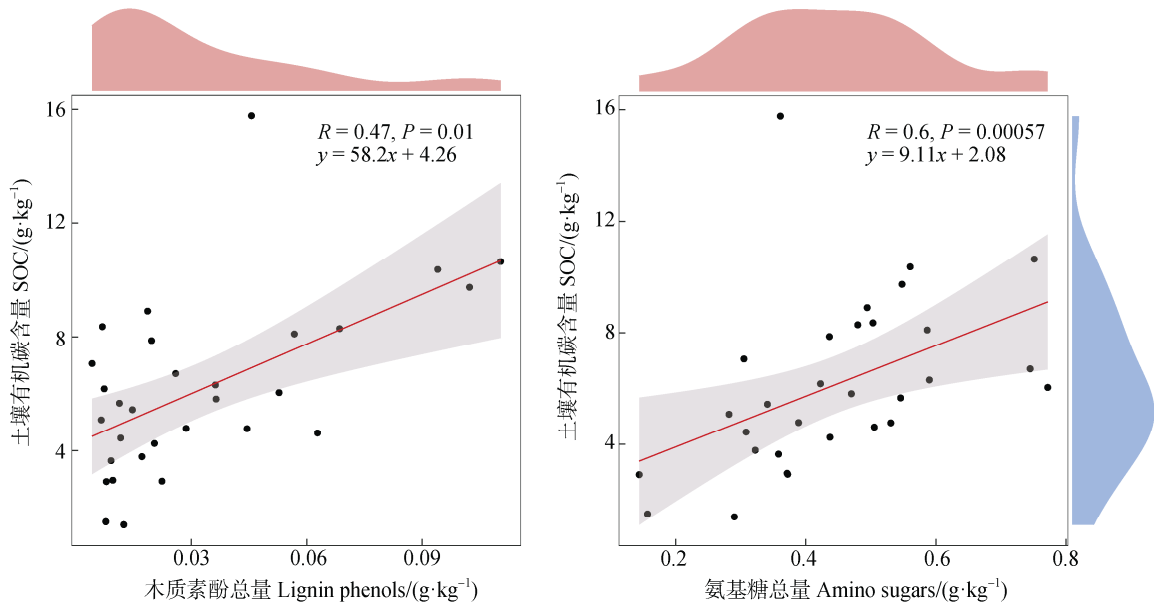 16
12
8
4
土壤有机碳含量 SOC/(g·kg⁻¹)
R = 0.47, P = 0.01
y = 58.2x + 4.26
0.03 0.06 0.09
木质素酚总量 Lignin phenols/(g·kg⁻¹)
16
12
8
4
土壤有机碳含量 SOC/(g·kg⁻¹)
R = 0.6, P = 0.00057
y = 9.11x + 2.08
0.2 0.4 0.6 0.8
氨基糖总量 Amino sugars/(g·kg⁻¹)